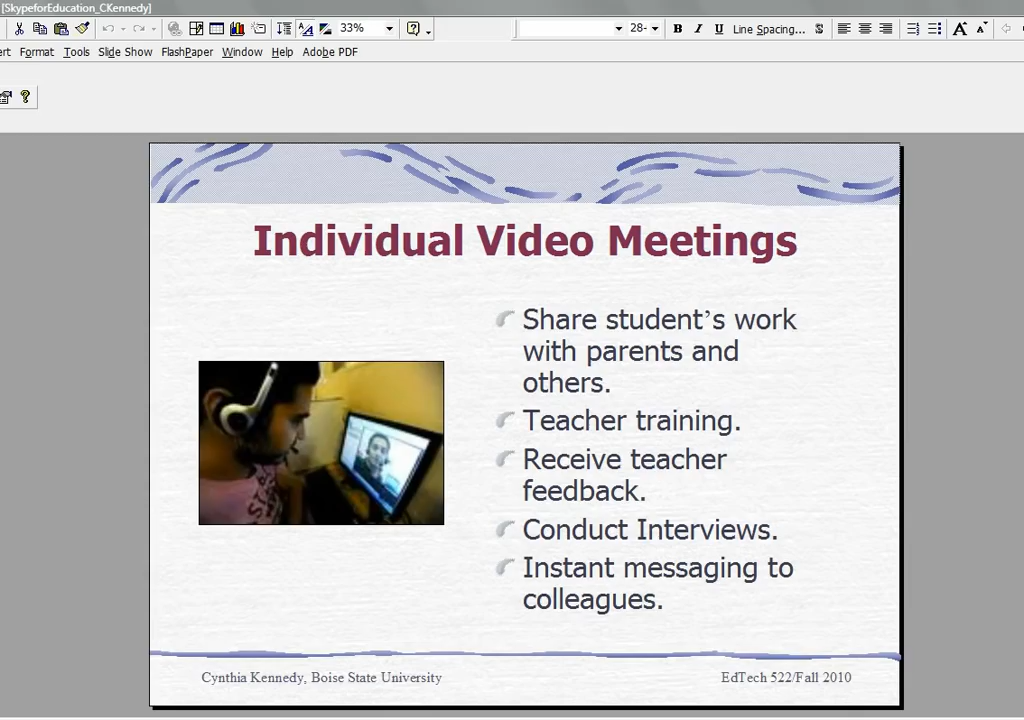 [SkypeforEducation_CKennedy]
33%
28
B I U Line Spacing... S
A A
ert Format Tools Slide Show FlashPaper Window Help Adobe PDF
Individual Video Meetings
Share student’s work
with parents and
others.
Teacher training.
Receive teacher
feedback.
Conduct Interviews.
Instant messaging to
colleagues.
Cynthia Kennedy, Boise State University
EdTech 522/Fall 2010